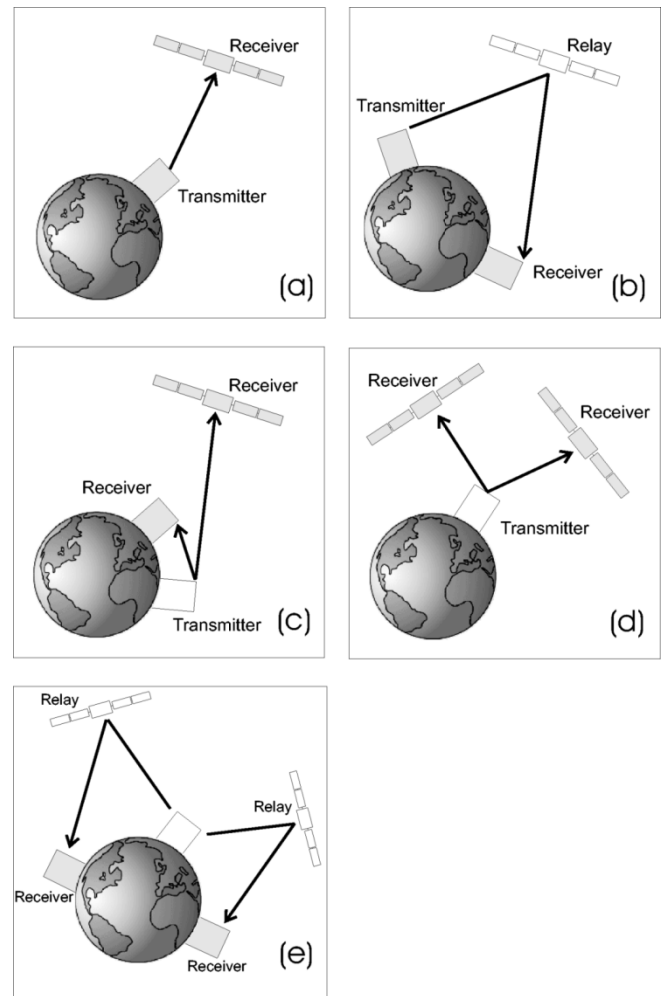 Receiver
Transmitter
(a)
Relay
Transmitter
Receiver
(b)
Receiver
Receiver
Transmitter
(c)
Receiver
Receiver
Transmitter
(d)
Relay
Relay
Receiver
Receiver
(e)